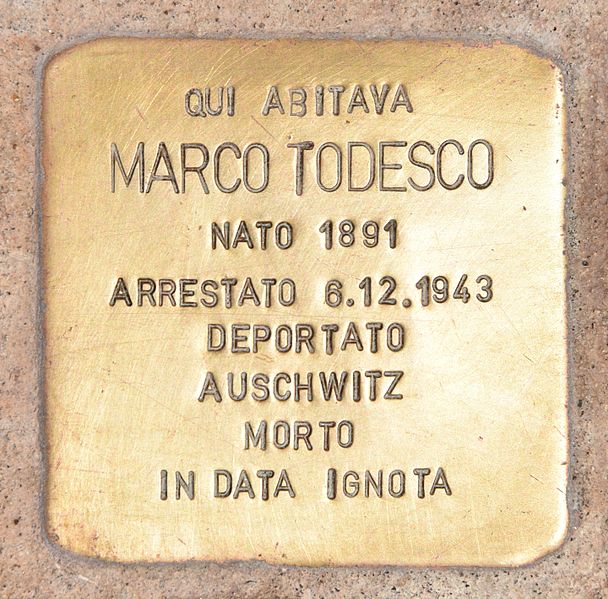 QUI ABITAVA
MARCO TODESCO
NATO 1891
ARRESTATO 6.12.1943
DEPORTATO
AUSCHWITZ
MORTO
IN DATA IGNOTA